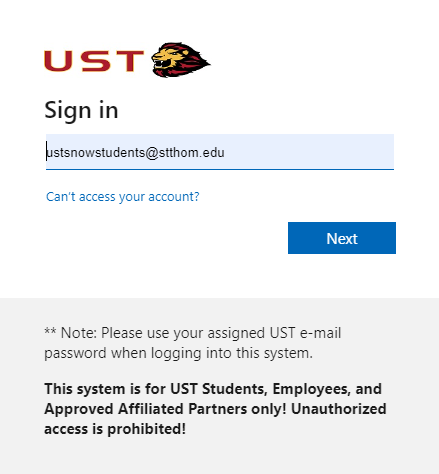 UST
Sign in
ustsnowstudents@stthom.edu
Can't access your account?
Next
** Note: Please use your assigned UST e-mail
password when logging into this system.
This system is for UST Students, Employees, and
Approved Affiliated Partners only! Unauthorized
access is prohibited!